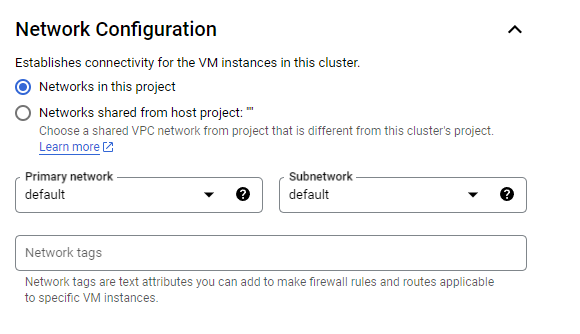 Network Configuration
Establishes connectivity for the VM instances in this cluster.
Networks in this project
Networks shared from host project: ""
Choose a shared VPC network from project that is different from this cluster's project.
Learn more
Primary network
default
?
Subnetwork
default
?
Network tags
Network tags are text attributes you can add to make firewall rules and routes applicable
to specific VM instances.